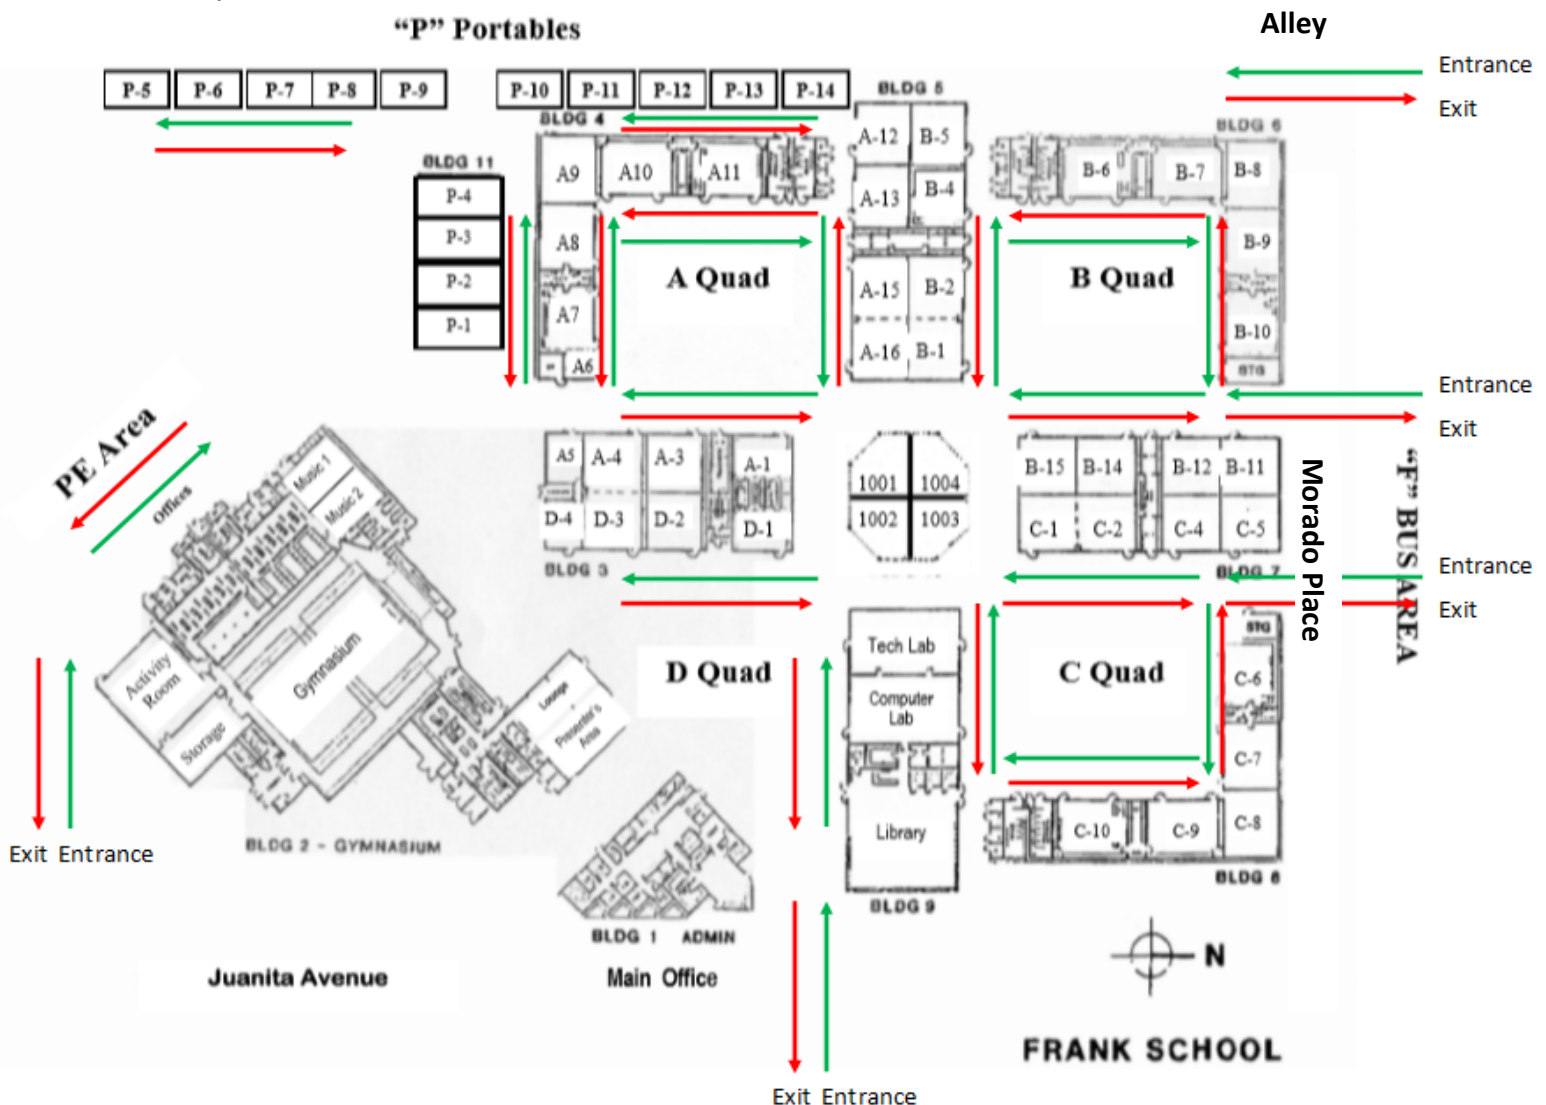 “P” Portables
Alley
Entrance
Exit
P-5 P-6 P-7 P-8 P-9 P-10 P-11 P-12 P-13 P-14
BLDG 5
BLDG 4
BLDG 6
BLDG 11
A-12 B-5
A9 A10 A11
B-6 B-7 B-8
P-4
A-13 B-4
P-3
A8
B-9
P-2
A Quad
A-15 B-2
B Quad
P-1
A7
B-10
A6
A-16 B-1
STG
Entrance
Exit
PE Area
Offices
Music 1
Music 2
A5 A-4 A-3 A-1
D-4 D-3 D-2 D-1
BLDG 3
1001 1004
1002 1003
B-15 B-14 B-12 B-11
C-1 C-2 C-4 C-5
BLDG 7
Morado Place
“F” BUS AREA
Entrance
Exit
Activity
Room
Storage
Gymnasium
Lounge
Presenter's
Area
D Quad
Tech Lab
Computer
Lab
Library
BLDG 9
C Quad
STG
C-6
C-7
C-8
C-10 C-9
BLDG 8
Exit Entrance
BLDG 2 - GYMNASIUM
BLDG 1 ADMIN
Juanita Avenue
Main Office
N
FRANK SCHOOL
Exit Entrance